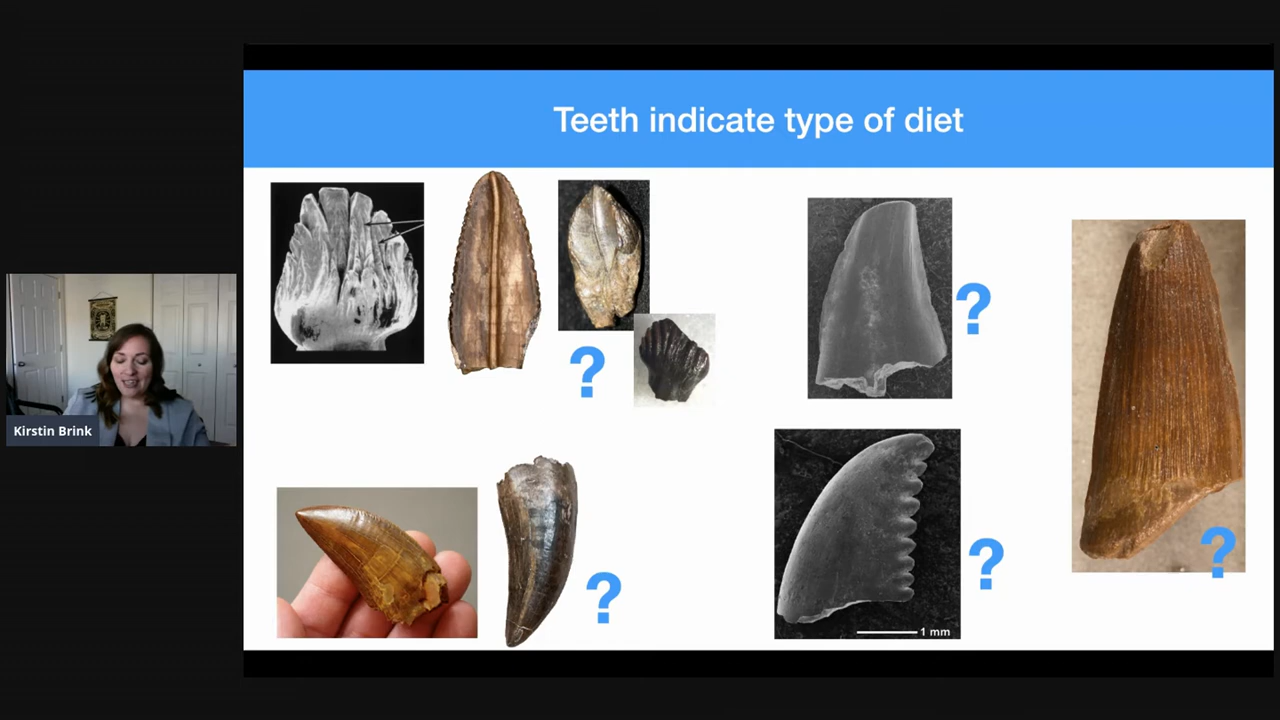 Teeth indicate type of diet
?
?
Kirstin Brink
?
?
?
1 mm